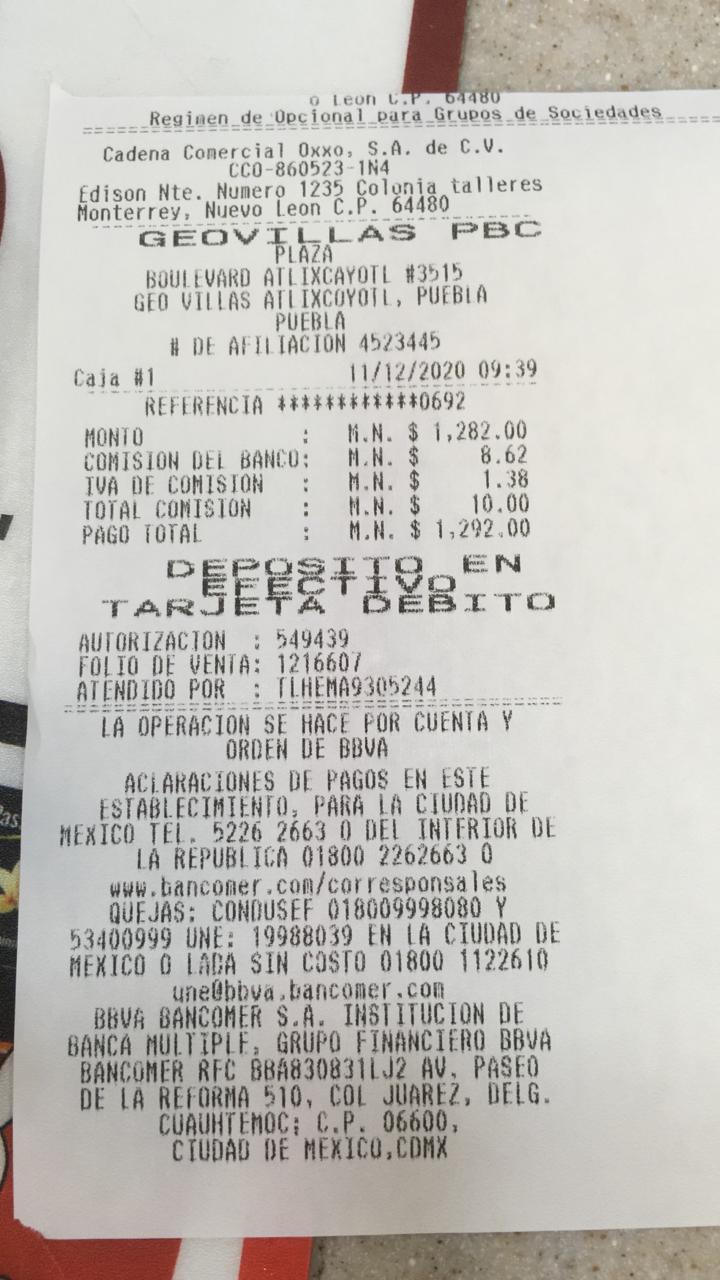 o Leon C.P. 64480
Regimen de Opcional para Grupos de Sociedades
Cadena Comercial Oxxo, S.A. de C.V.
CCO-860523-1N4
Edison Nte. Numero 1235 Colonia talleres
Monterrey, Nuevo Leon C.P. 64480
GEOVILLAS PBC
PLAZA
BOULEVARD ATLIXCAYOTL #3515
GEO VILLAS ATLIXCOYOTL, PUEBLA
PUEBLA
# DE AFILIACION 4523445
Caja #1 11/12/2020 09:39
REFERENCIA ************0692
MONTO : M.N. $ 1,282.00
COMISION DEL BANCO: M.N. $ 8.62
IVA DE COMISION : M.N. $ 1.38
TOTAL COMISION : M.N. $ 10.00
PAGO TOTAL : M.N. $ 1,292.00
DEPOSITO EN
EFECTIVO
TARJETA DEBITO
AUTORIZACION : 549439
FOLIO DE VENTA: 1216607
ATENDIDO POR : TLHEMA9305244
LA OPERACION SE HACE POR CUENTA Y
ORDEN DE BBVA
ACLARACIONES DE PAGOS EN ESTE
ESTABLECIMIENTO, PARA LA CIUDAD DE
MEXICO TEL. 5226 2663 O DEL INTERIOR DE
LA REPUBLICA 01800 2262663 O
www.bancomer.com/corresponsales
QUEJAS: CONDUSEF 018009998080 Y
53400999 UNE: 19988039 EN LA CIUDAD DE
MEXICO O LADA SIN COSTO 01800 1122610
une@bbva.bancomer.com
BBVA BANCOMER S.A. INSTITUCION DE
BANCA MULTIPLE, GRUPO FINANCIERO BBVA
BANCOMER RFC BBA830831LJ2 AV. PASEO
DE LA REFORMA 510, COL JUAREZ, DELG.
CUAUHTEMOC; C.P. 06600,
CIUDAD DE MEXICO,CDMX